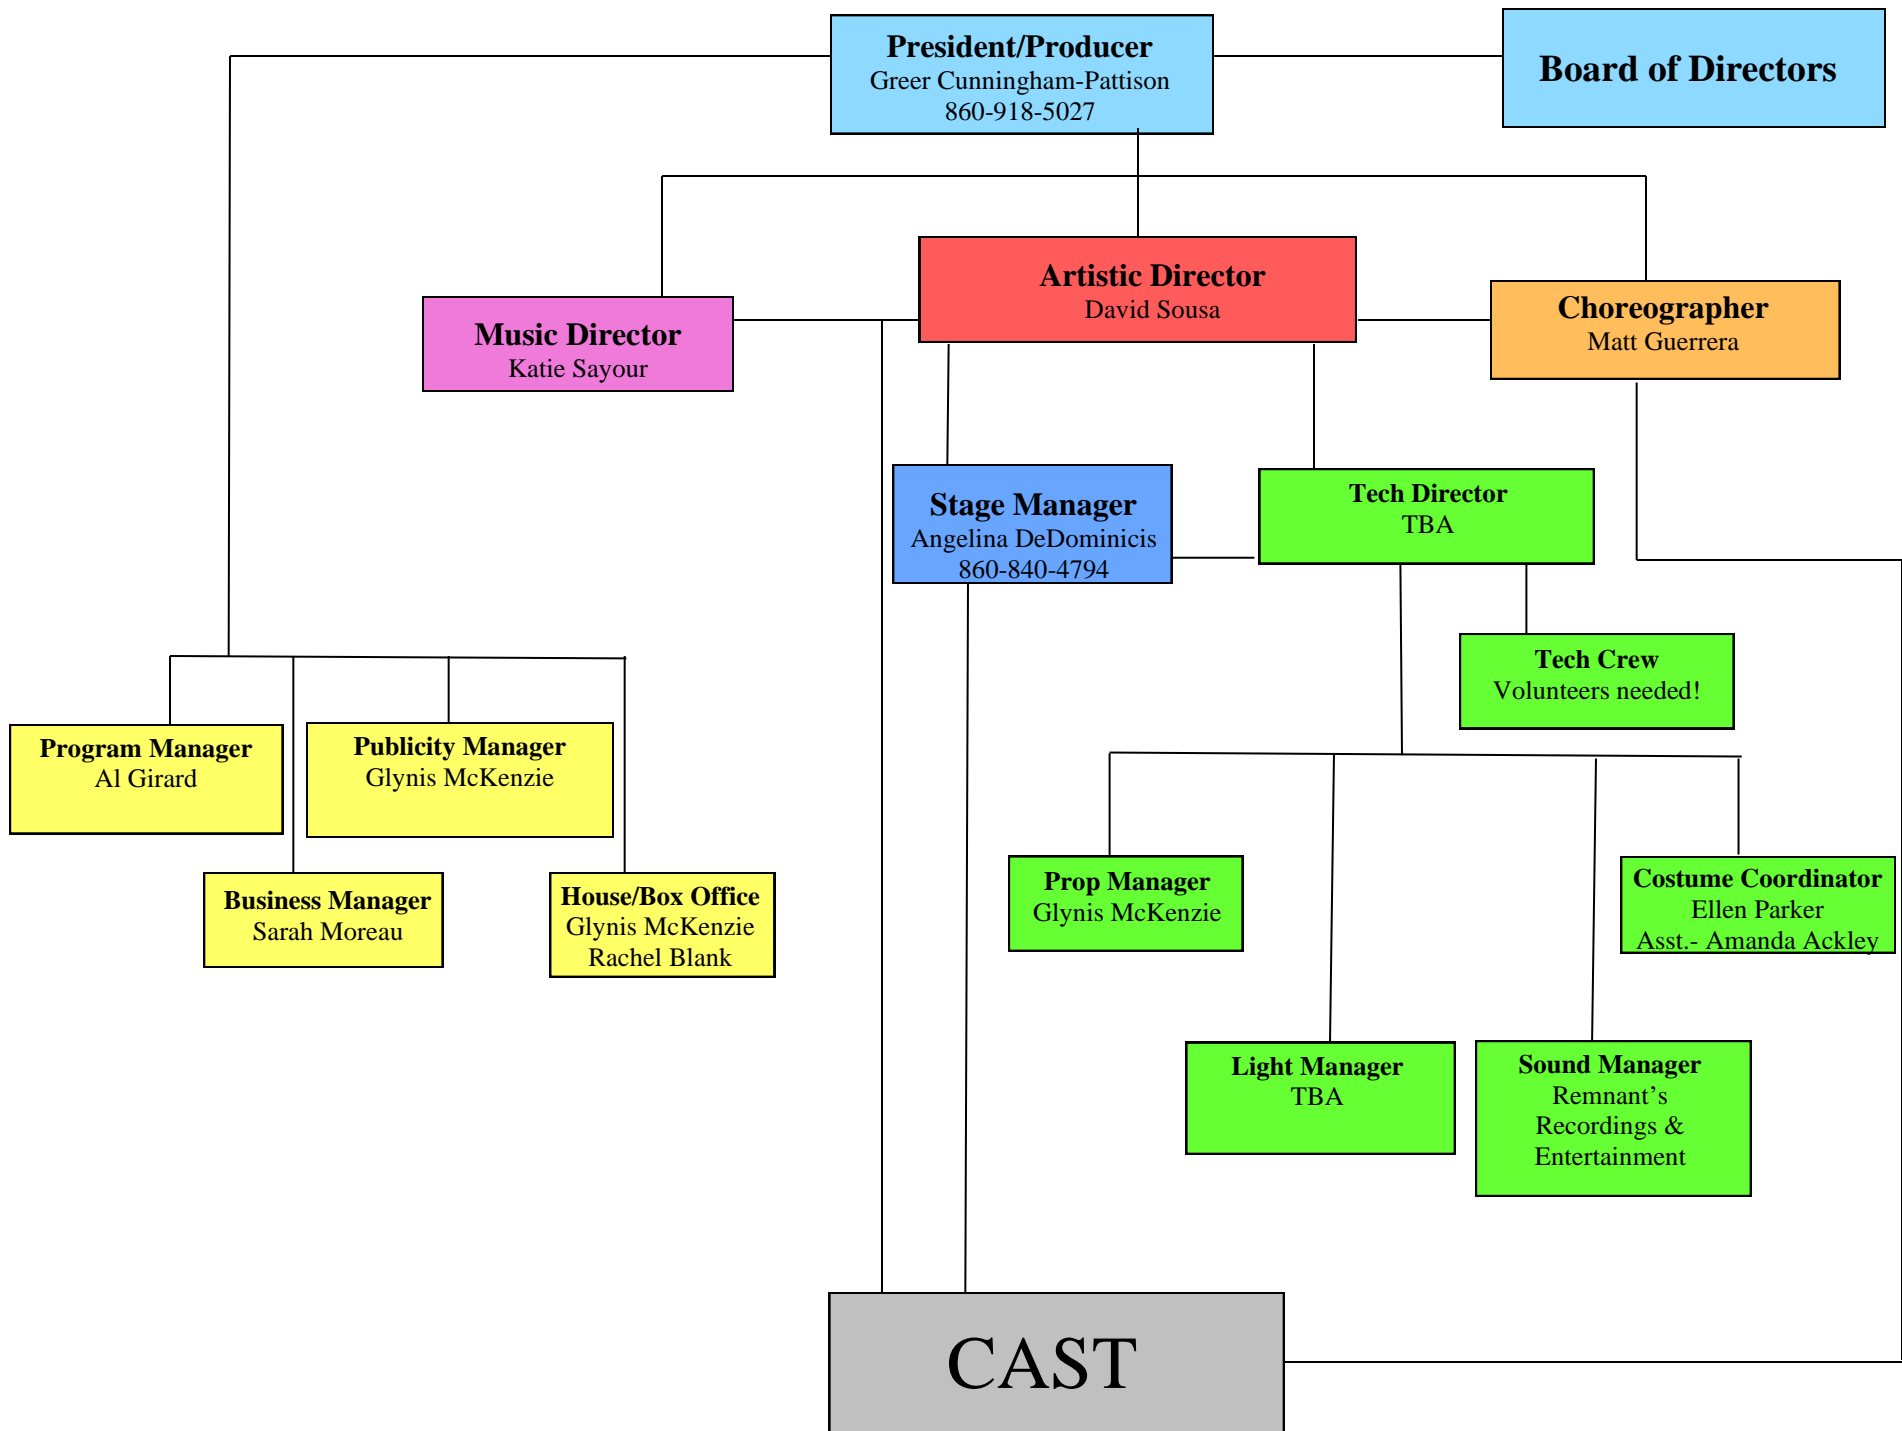 President/Producer
Greer Cunningham-Pattison
860-918-5027
Board of Directors
Artistic Director
David Sousa
Music Director
Katie Sayour
Choreographer
Matt Guerrera
Stage Manager
Angelina DeDominicis
860-840-4794
Tech Director
TBA
Tech Crew
Volunteers needed!
Program Manager
Al Girard
Publicity Manager
Glynis McKenzie
Business Manager
Sarah Moreau
House/Box Office
Glynis McKenzie
Rachel Blank
Prop Manager
Glynis McKenzie
Costume Coordinator
Ellen Parker
Asst.- Amanda Ackley
Light Manager
TBA
Sound Manager
Remnant’s
Recordings &
Entertainment
CAST